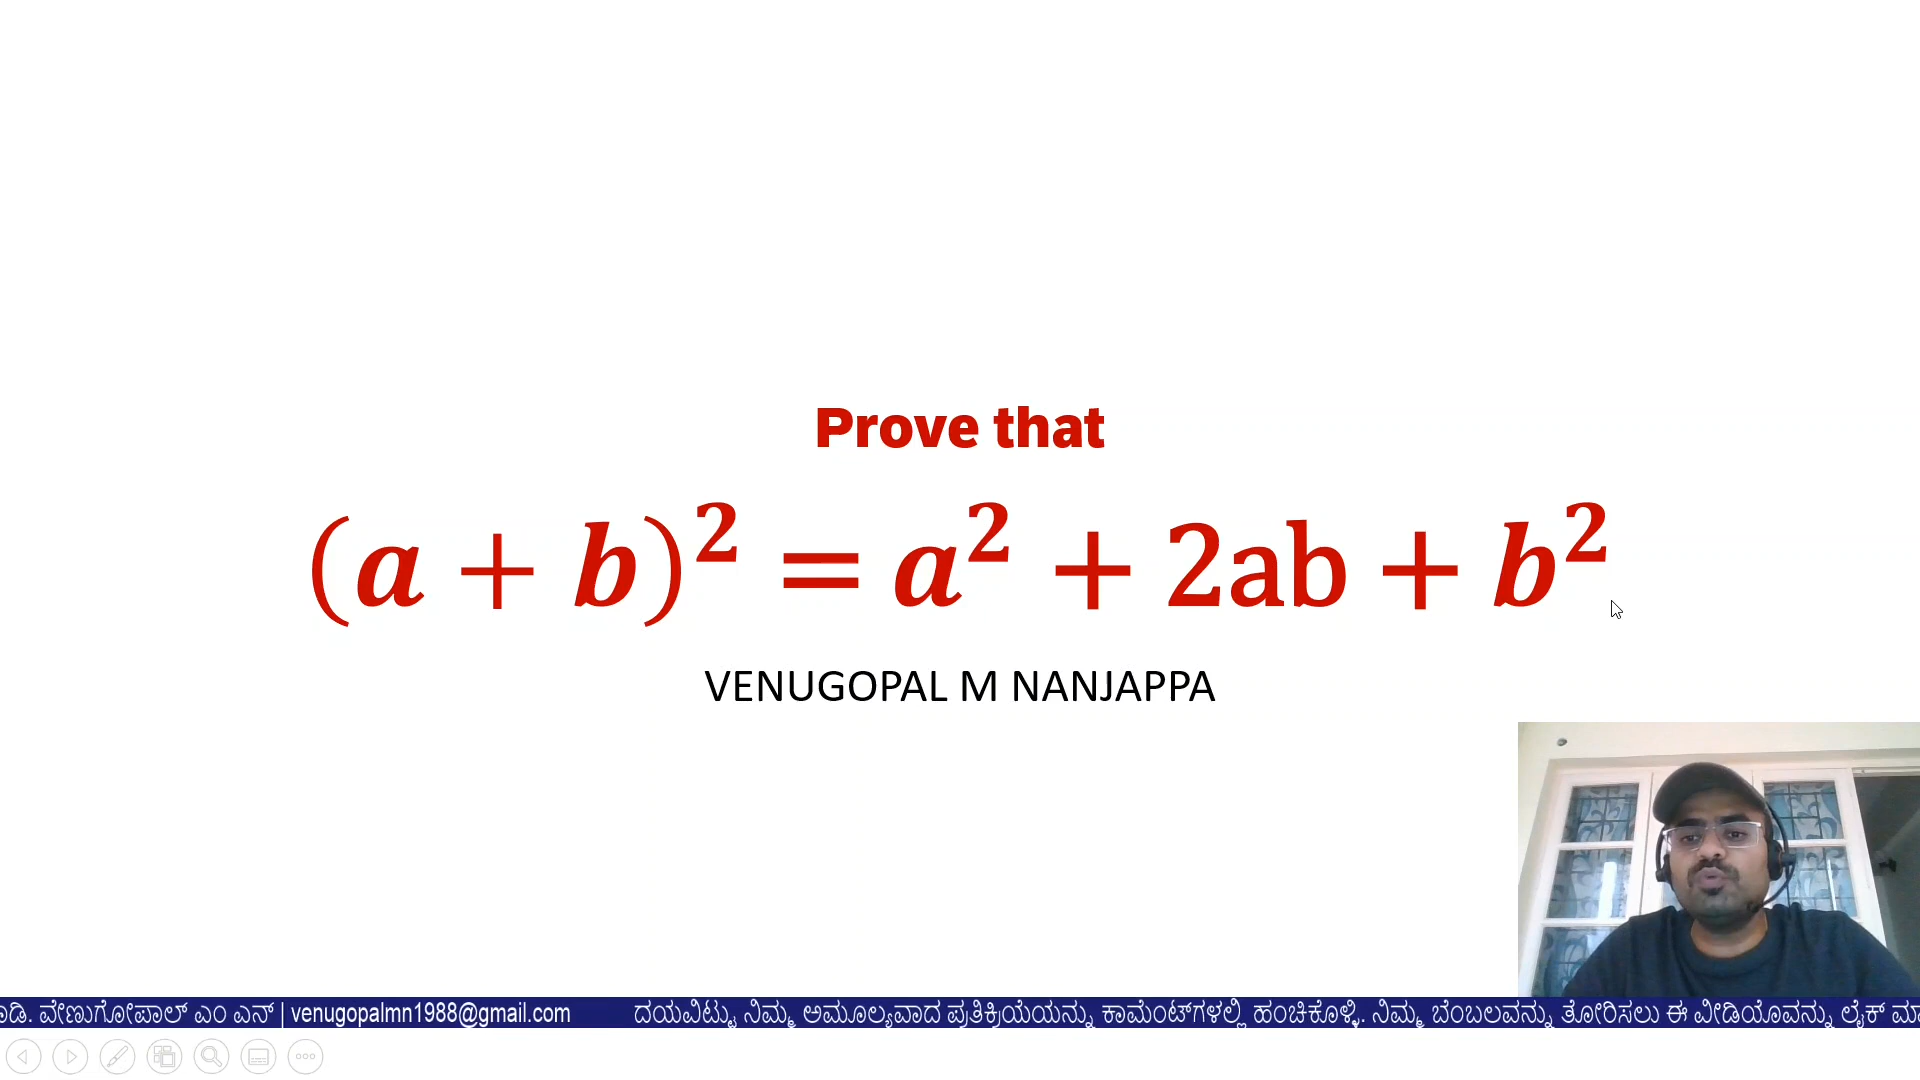 Prove that
(a + b)² = a² + 2ab + b²
VENUGOPAL M NANJAPPA
ವೇಣುಗೋಪಾಲ್ ಎಂ ಎನ್ | venugopalmn1988@gmail.com ದಯವಿಟ್ಟು ನಿಮ್ಮ ಅಮೂಲ್ಯವಾದ ಪ್ರತಿಕ್ರಿಯೆಯನ್ನು ಕಾಮೆಂಟ್‌ಗಳಲ್ಲಿ ಹಂಚಿಕೊಳ್ಳಿ. ನಿಮ್ಮ ಬೆಂಬಲವನ್ನು ತೋರಿಸಲು ಈ ವೀಡಿಯೊವನ್ನು ಲೈಕ್